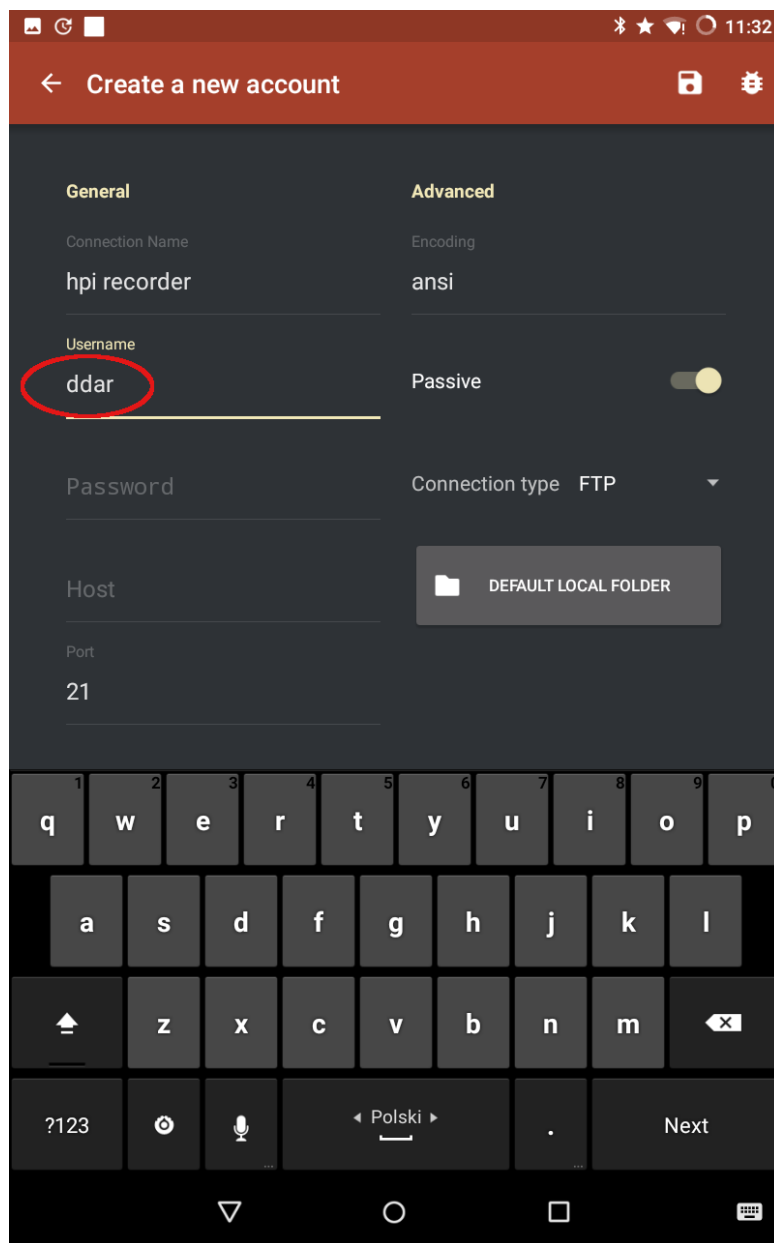 11:32
Create a new account
General
Connection Name
hpi recorder
Username
ddar
Password
Host
Port
21
Advanced
Encoding
ansi
Passive
Connection type FTP
DEFAULT LOCAL FOLDER
1 2 3 4 5 6 7 8 9
q w e r t y u i o p
a s d f g h j k l
z x c v b n m
?123 Polski . Next